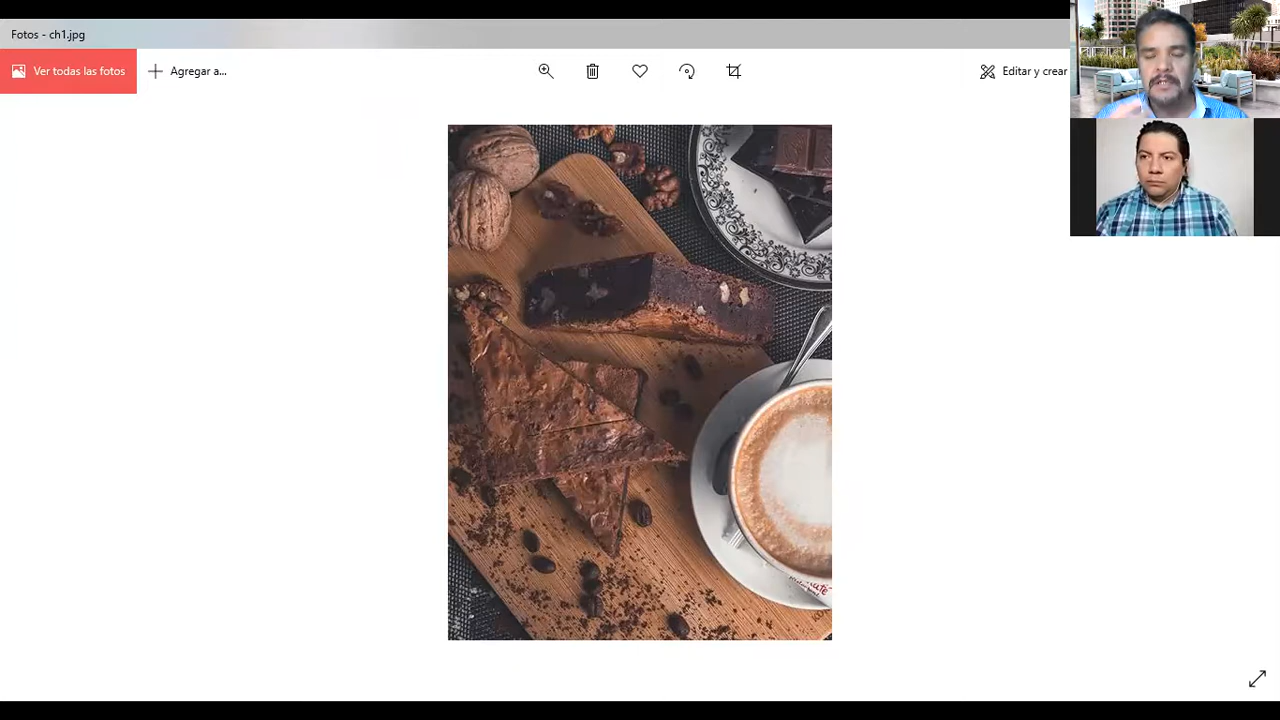 Fotos - ch1.jpg
Ver todas las fotos
Agregar a...
Editar y crear